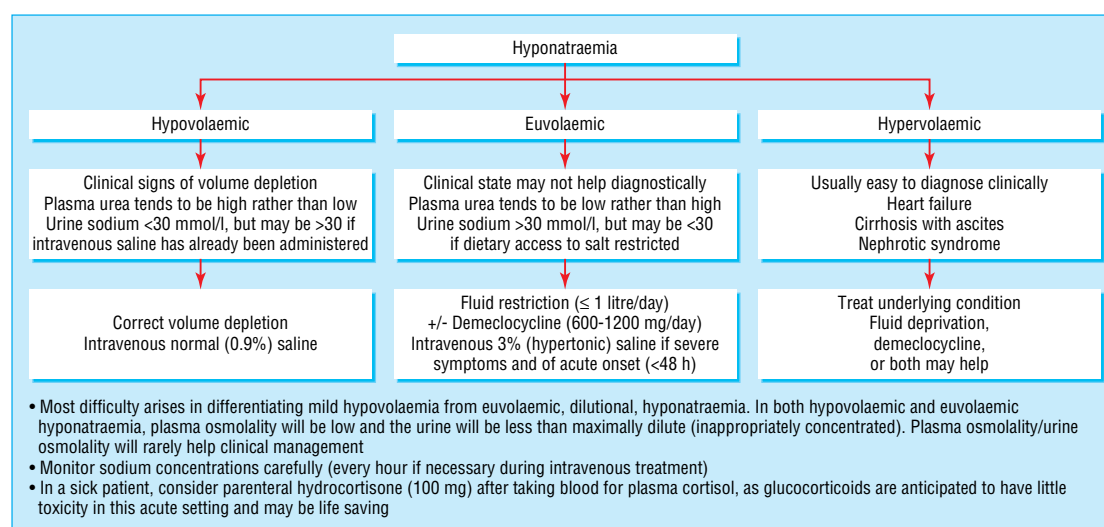 Hyponatraemia
Hypovolaemic
Euvolaemic
Hypervolaemic
Clinical signs of volume depletion
Plasma urea tends to be high rather than low
Urine sodium <30 mmol/l, but may be >30 if
intravenous saline has already been administered
Clinical state may not help diagnostically
Plasma urea tends to be low rather than high
Urine sodium >30 mmol/l, but may be <30
if dietary access to salt restricted
Usually easy to diagnose clinically
Heart failure
Cirrhosis with ascites
Nephrotic syndrome
Correct volume depletion
Intravenous normal (0.9%) saline
Fluid restriction (≤ 1 litre/day)
+/- Demeclocycline (600-1200 mg/day)
Intravenous 3% (hypertonic) saline if severe
symptoms and of acute onset (<48 h)
Treat underlying condition
Fluid deprivation,
demeclocycline,
or both may help
• Most difficulty arises in differentiating mild hypovolaemia from euvolaemic, dilutional, hyponatraemia. In both hypovolaemic and euvolaemic
hyponatraemia, plasma osmolality will be low and the urine will be less than maximally dilute (inappropriately concentrated). Plasma osmolality/urine
osmolality will rarely help clinical management
• Monitor sodium concentrations carefully (every hour if necessary during intravenous treatment)
• In a sick patient, consider parenteral hydrocortisone (100 mg) after taking blood for plasma cortisol, as glucocorticoids are anticipated to have little
toxicity in this acute setting and may be life saving